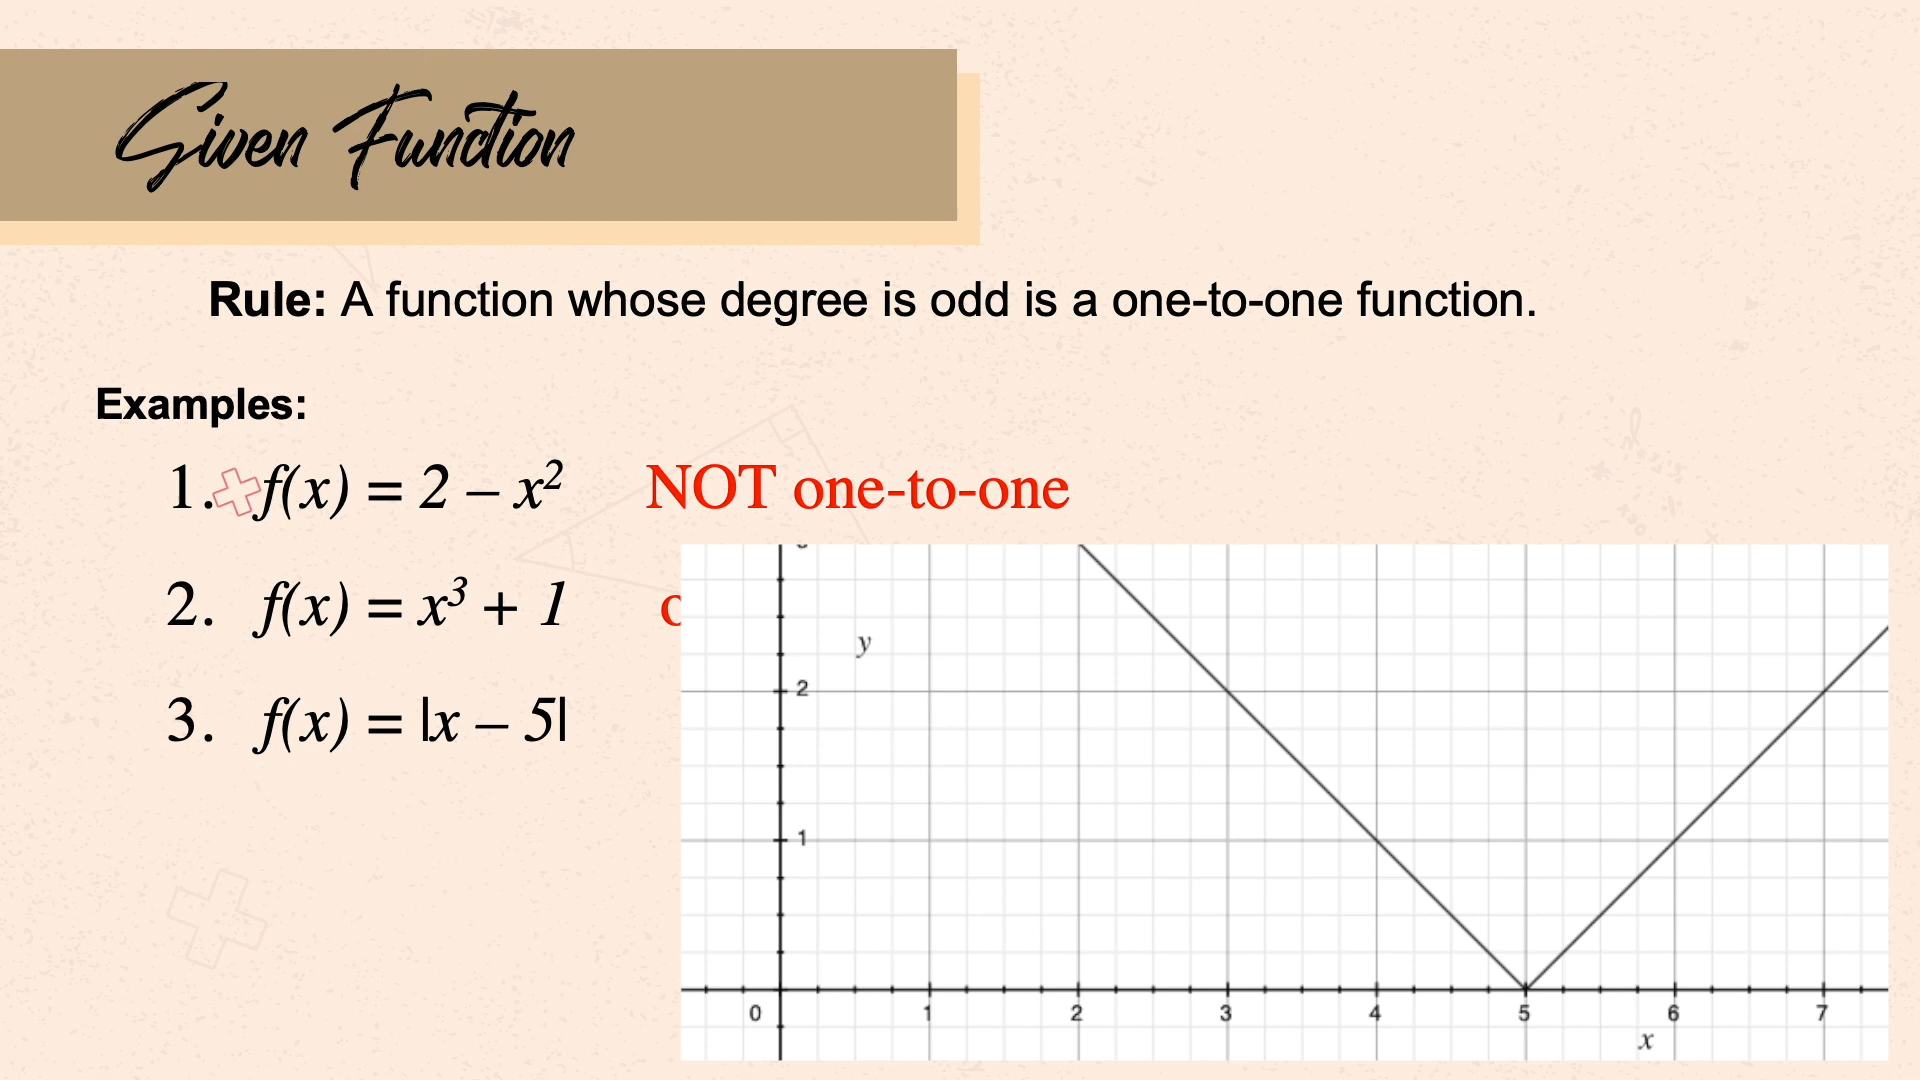 Given Function
Rule: A function whose degree is odd is a one-to-one function.
Examples:
1. f(x) = 2 – x² NOT one-to-one
2. f(x) = x³ + 1
3. f(x) = |x – 5|
y
2
1
0 1 2 3 4 5 6 7
x